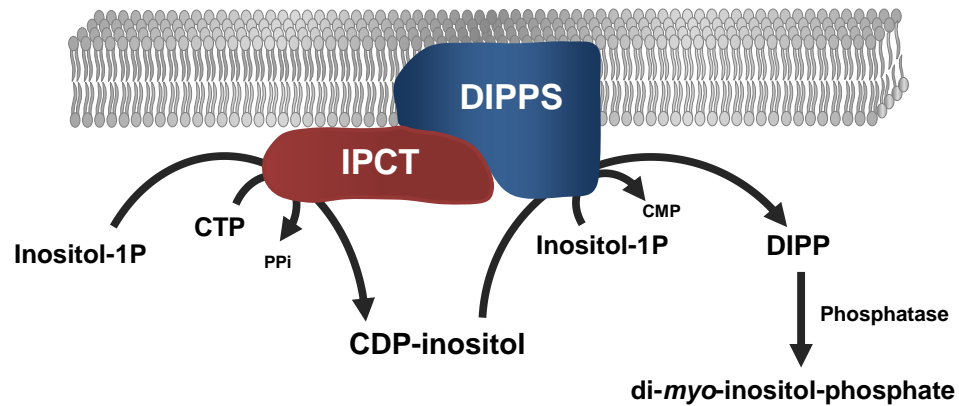 DIPPS
IPCT
Inositol-1P
CTP
PPi
CDP-inositol
Inositol-1P
CMP
DIPP
Phosphatase
di-myo-inositol-phosphate